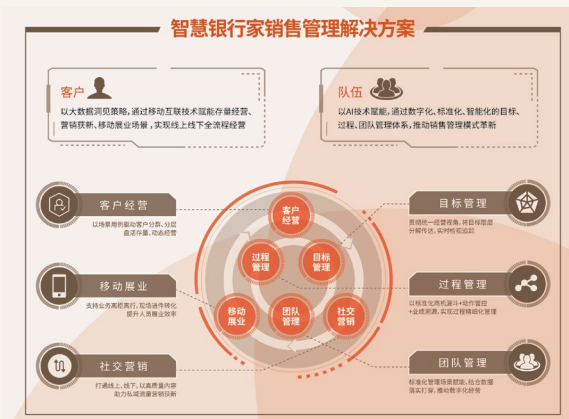 智慧银行家销售管理解决方案
客户
以大数据洞见策略，通过移动互联技术赋能存量经营、
营销获新、移动展业场景，实现线上线下全流程经营
队伍
以AI技术赋能，通过数字化、标准化、智能化的目标、
过程、团队管理体系，推动销售管理模式革新
客户经营
以场景用例驱动客户分群、分层
盘活存量、动态经营
移动展业
支持业务离柜离行，现场进件转化
提升人员展业效率
社交营销
打通线上、线下，以高质量内容
助力私域流量营销获新
客户
经营
过程
管理
目标
管理
移动
展业
团队
管理
社交
营销
目标管理
贯彻统一经营视角，将目标层层
分解传达，实时检视追踪
过程管理
以标准化商机漏斗+动作管控
+业绩溯源，实现过程精细化管理
团队管理
标准化管理场景赋能，结合数据
落实打穿，推动数字化经营